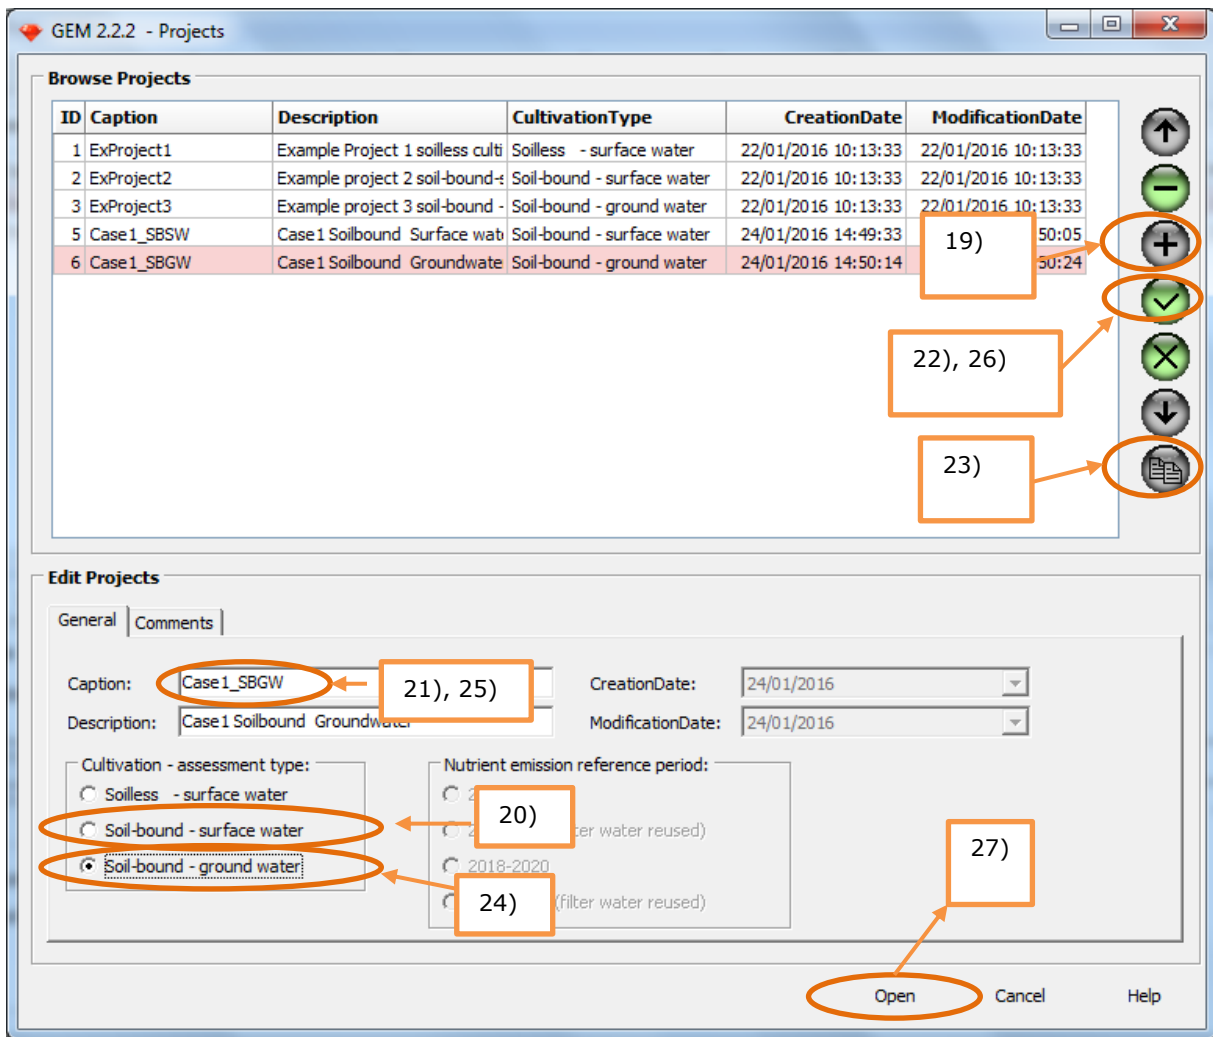 GEM 2.2.2 - Projects
Browse Projects
ID Caption Description CultivationType CreationDate ModificationDate
1 ExProject1 Example Project 1 soilless culti Soilless - surface water 22/01/2016 10:13:33 22/01/2016 10:13:33
2 ExProject2 Example project 2 soil-bound-s Soil-bound - surface water 22/01/2016 10:13:33 22/01/2016 10:13:33
3 ExProject3 Example project 3 soil-bound - Soil-bound - ground water 22/01/2016 10:13:33 22/01/2016 10:13:33
5 Case1_SBSW Case1 Soilbound Surface wat Soil-bound - surface water 24/01/2016 14:49:33 50:05
19)
6 Case1_SBGW Case1 Soilbound Groundwate Soil-bound - ground water 24/01/2016 14:50:14 50:24
22), 26)
23)
Edit Projects
General Comments
Caption: Case1_SBGW 21), 25) CreationDate: 24/01/2016
Description: Case1 Soilbound Groundwater ModificationDate: 24/01/2016
Cultivation - assessment type: Nutrient emission reference period:
Soilless - surface water 2
20)
Soil-bound - surface water 2 ter water reused)
27)
Soil-bound - ground water 2018-2020
24) (filter water reused)
Open Cancel Help